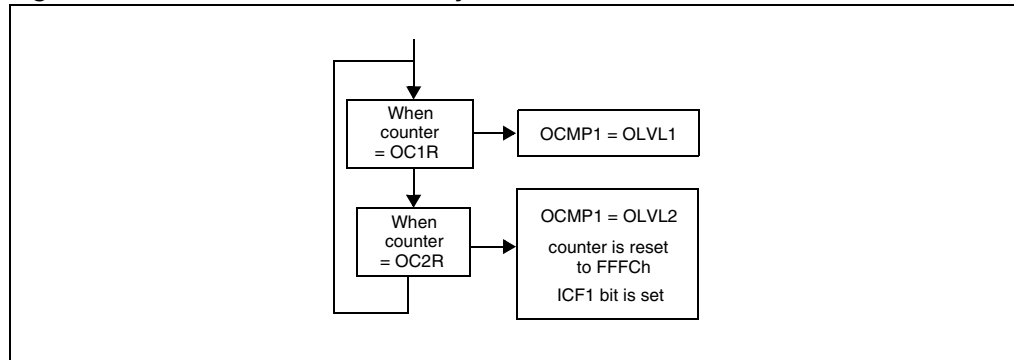 When
counter
= OC1R
OCMP1 = OLVL1
When
counter
= OC2R
OCMP1 = OLVL2
counter is reset
to FFFCh
ICF1 bit is set